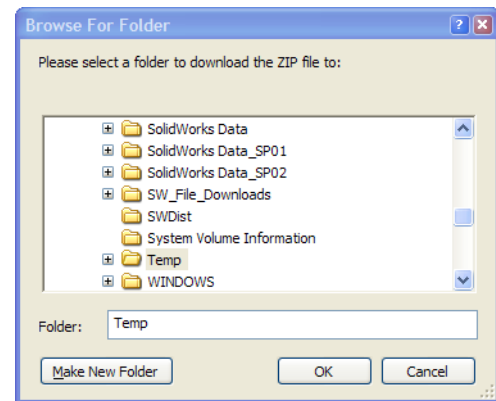 Browse For Folder
Please select a folder to download the ZIP file to:
SolidWorks Data
SolidWorks Data_SP01
SolidWorks Data_SP02
SW_File_Downloads
SWDist
System Volume Information
Temp
WINDOWS
Folder: Temp
Make New Folder OK Cancel